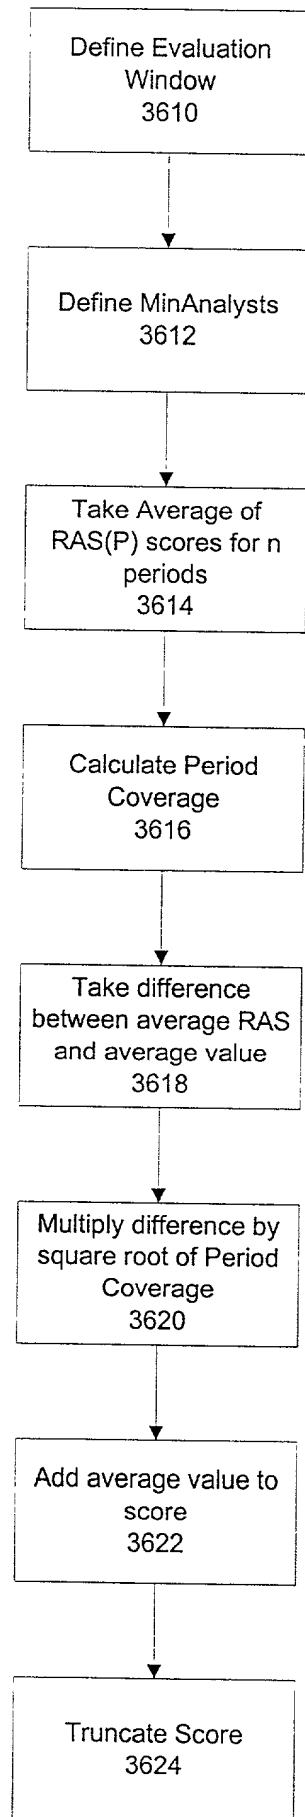 Define Evaluation
Window
3610
Define MinAnalysts
3612
Take Average of
RAS(P) scores for n
periods
3614
Calculate Period
Coverage
3616
Take difference
between average RAS
and average value
3618
Multiply difference by
square root of Period
Coverage
3620
Add average value to
score
3622
Truncate Score
3624